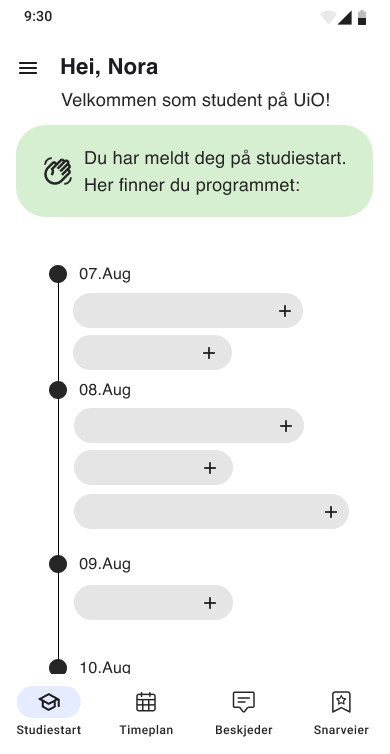 9:30
Hei, Nora
Velkommen som student på UiO!
Du har meldt deg på studiestart.
Her finner du programmet:
07.Aug
+
+
08.Aug
+
+
+
09.Aug
+
10.Aug
Studiestart
Timeplan
Beskjeder
Snarveier